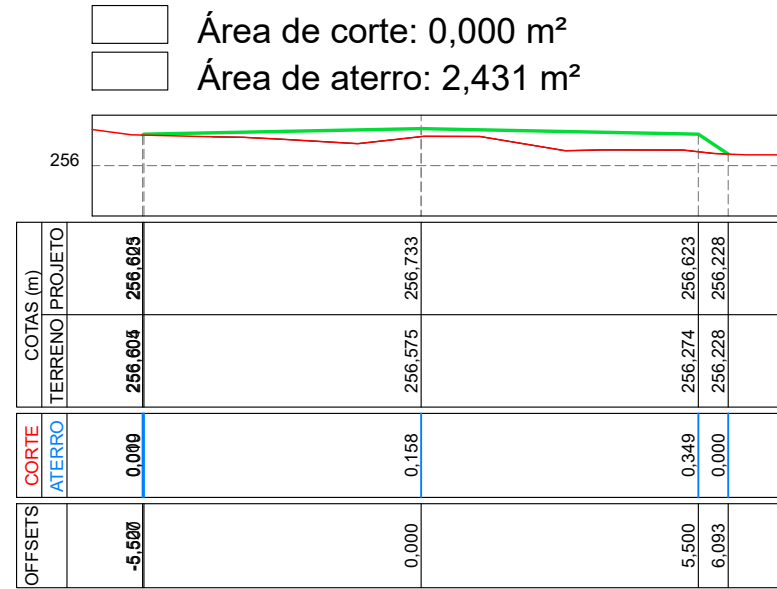 Área de corte: 0,000 m²
Área de aterro: 2,431 m²
256
COTAS (m)
PROJETO
256,733
256,623
256,228
TERRENO
256,575
256,274
256,228
CORTE
ATERRO
0,158
0,349
0,000
OFFSETS
0,000
5,500
6,093